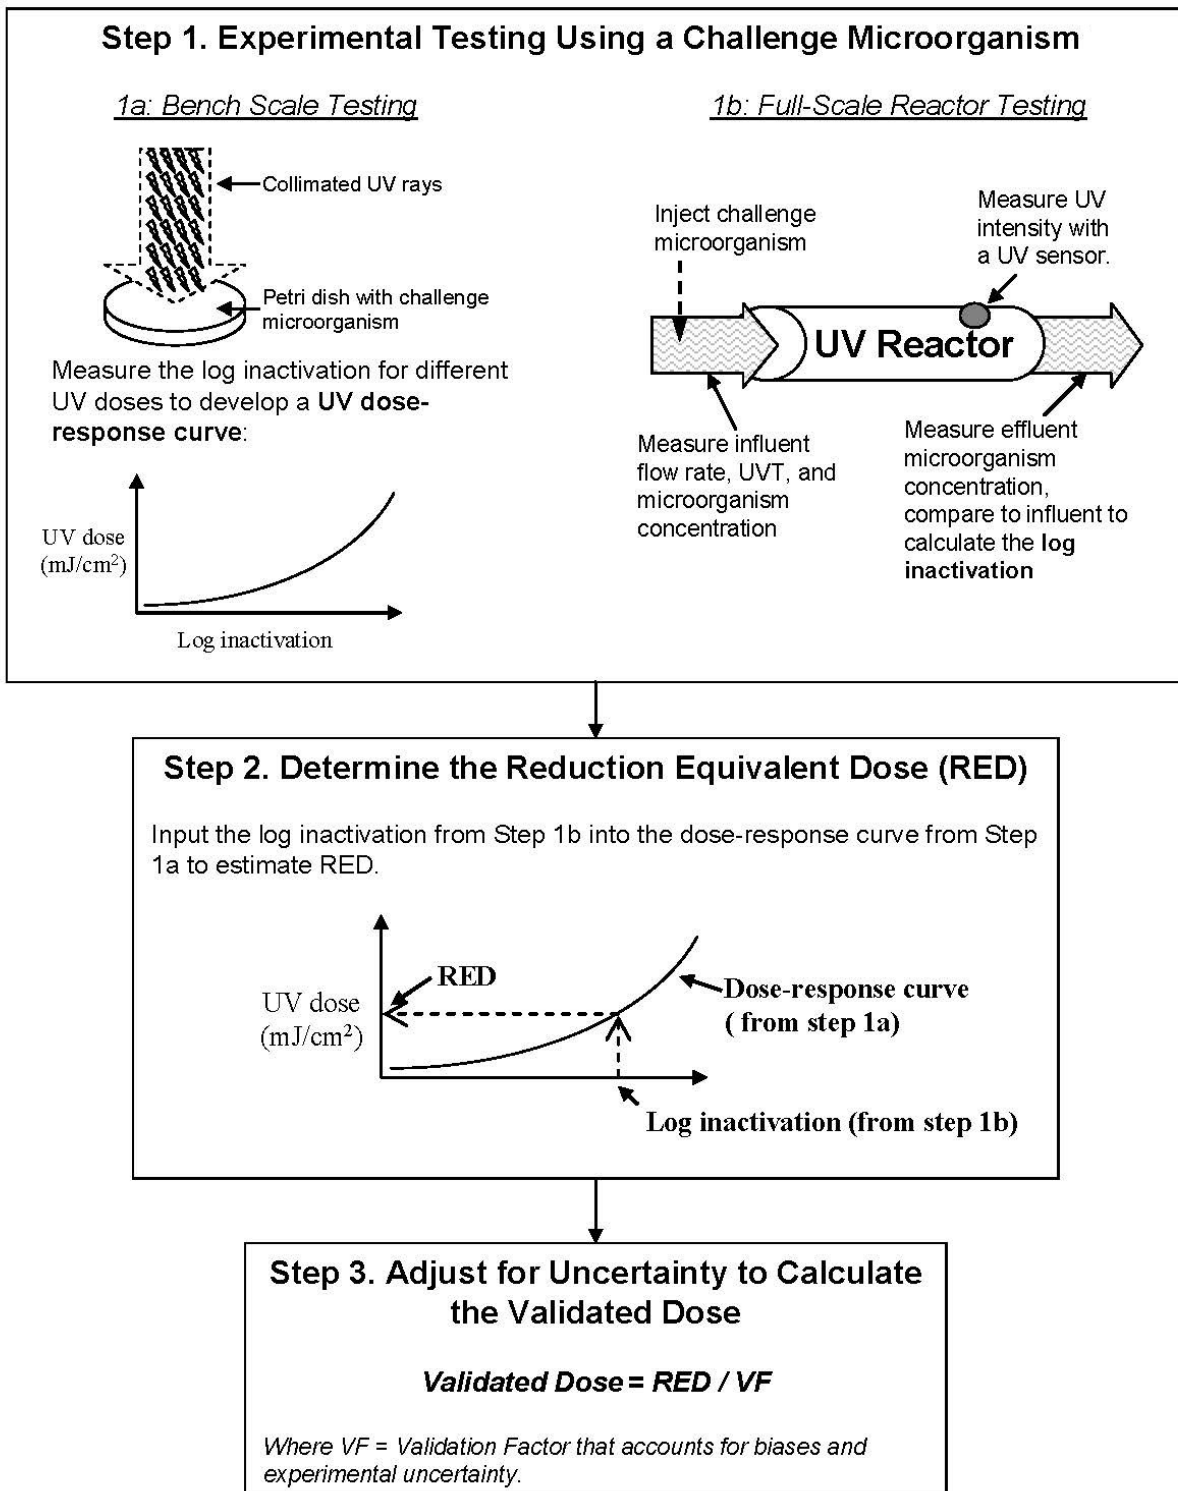 Step 1. Experimental Testing Using a Challenge Microorganism
1a: Bench Scale Testing
Collimated UV rays
Petri dish with challenge
microorganism
Measure the log inactivation for different
UV doses to develop a UV dose-
response curve:
UV dose
(mJ/cm²)
Log inactivation
1b: Full-Scale Reactor Testing
Inject challenge
microorganism
Measure UV
intensity with
a UV sensor.
UV Reactor
Measure influent
flow rate, UVT, and
microorganism
concentration
Measure effluent
microorganism
concentration,
compare to influent to
calculate the log
inactivation
Step 2. Determine the Reduction Equivalent Dose (RED)
Input the log inactivation from Step 1b into the dose-response curve from Step
1a to estimate RED.
RED
UV dose
(mJ/cm²)
Dose-response curve
( from step 1a)
Log inactivation (from step 1b)
Step 3. Adjust for Uncertainty to Calculate
the Validated Dose
Validated Dose = RED / VF
Where VF = Validation Factor that accounts for biases and
experimental uncertainty.